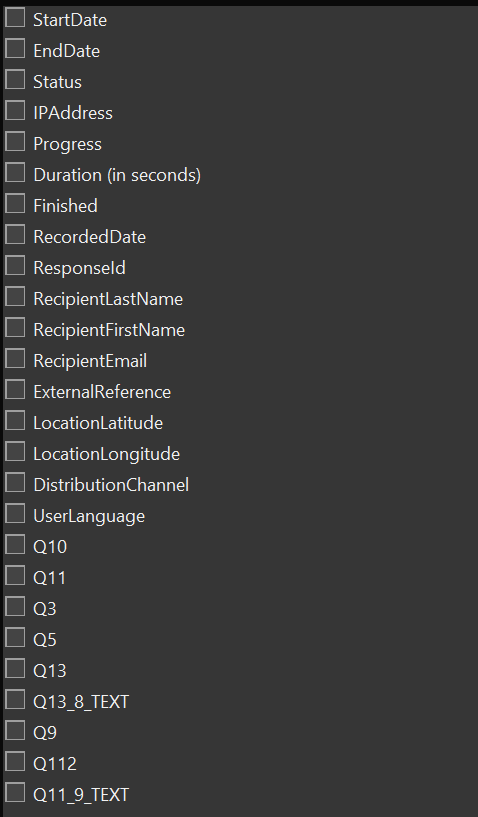 StartDate
EndDate
Status
IPAddress
Progress
Duration (in seconds)
Finished
RecordedDate
ResponseId
RecipientLastName
RecipientFirstName
RecipientEmail
ExternalReference
LocationLatitude
LocationLongitude
DistributionChannel
UserLanguage
Q10
Q11
Q3
Q5
Q13
Q13_8_TEXT
Q9
Q112
Q11_9_TEXT